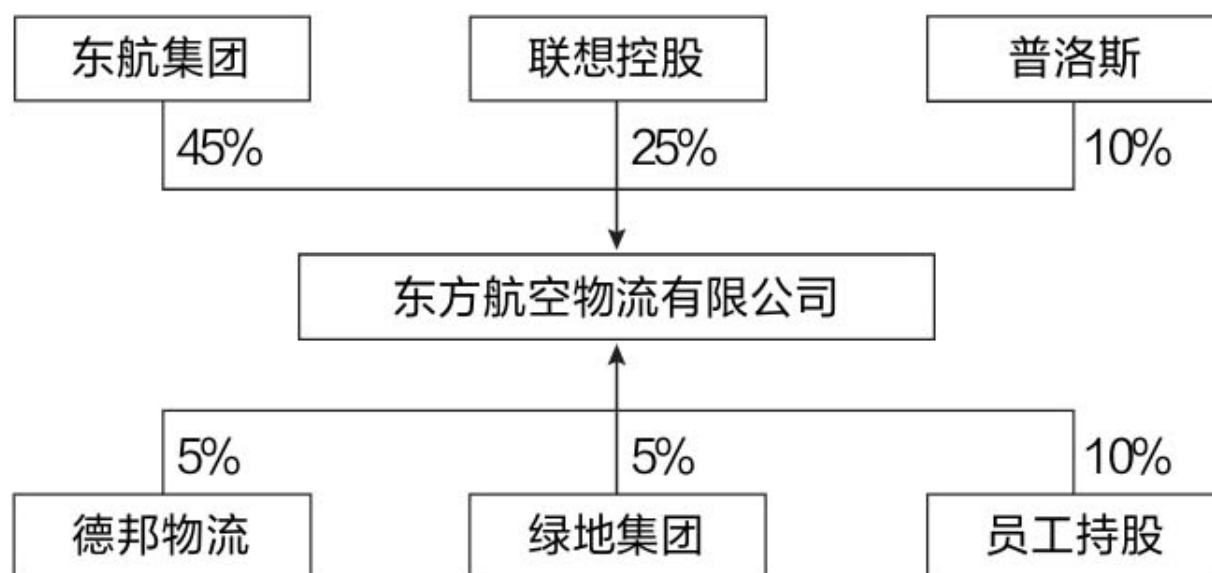 东航集团
联想控股
普洛斯
45%
25%
10%
东方航空物流有限公司
5%
5%
10%
德邦物流
绿地集团
员工持股